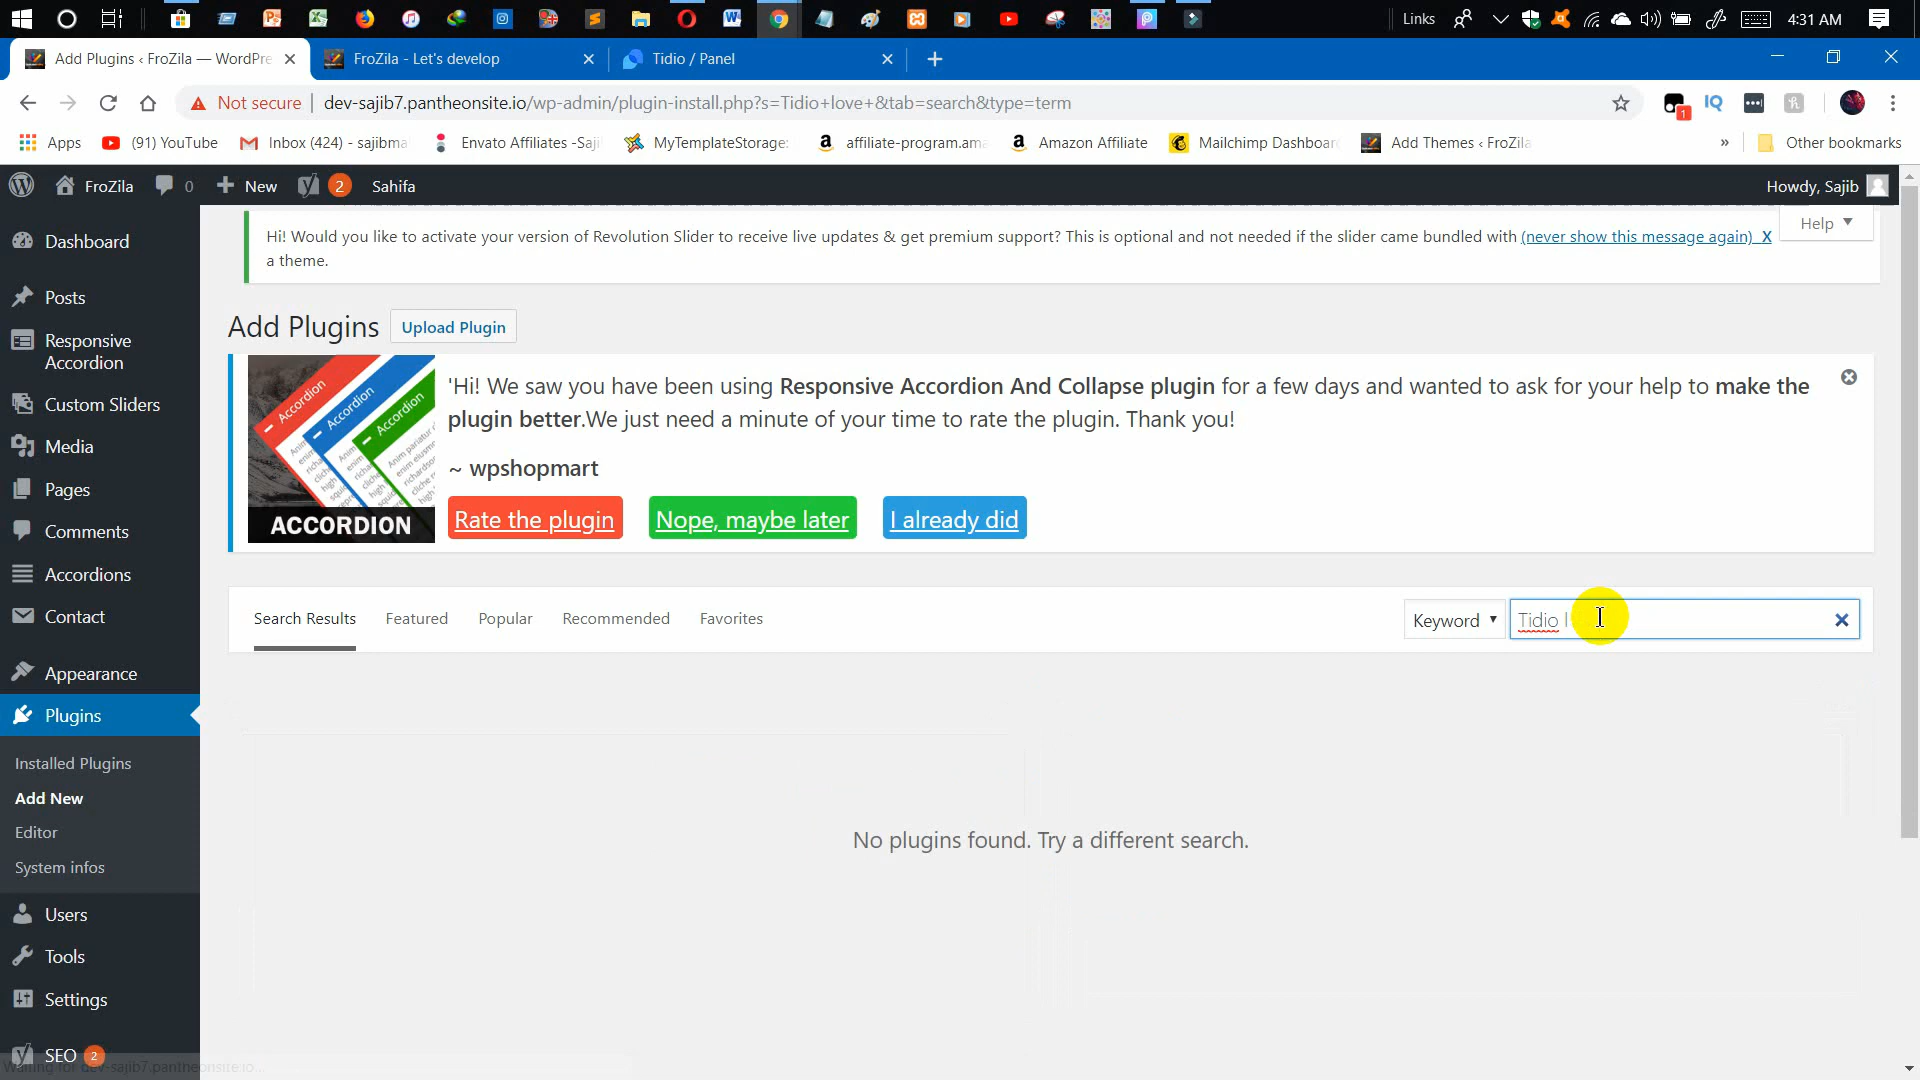 Links
4:31 AM
Add Plugins ‹ FroZila — WordPre
FroZila - Let's develop
Tidio / Panel
Not secure
dev-sajib7.pantheonsite.io/wp-admin/plugin-install.php?s=Tidio+love+&tab=search&type=term
1
IQ
Apps
(91) YouTube
Inbox (424) - sajibma
Envato Affiliates -Saji
MyTemplateStorage:
affiliate-program.ama
Amazon Affiliate
Mailchimp Dashboar
Add Themes ‹ FroZila
»
Other bookmarks
FroZila
0
New
2
Sahifa
Howdy, Sajib
Help
Hi! Would you like to activate your version of Revolution Slider to receive live updates & get premium support? This is optional and not needed if the slider came bundled with (never show this message again) X
a theme.
Add Plugins
Upload Plugin
Accordion
Accordion
Accordion
ACCORDION
'Hi! We saw you have been using Responsive Accordion And Collapse plugin for a few days and wanted to ask for your help to make the
plugin better.We just need a minute of your time to rate the plugin. Thank you!
~ wpshopmart
Rate the plugin
Nope, maybe later
I already did
Search Results
Featured
Popular
Recommended
Favorites
Keyword
Tidio l
No plugins found. Try a different search.
Dashboard
Posts
Responsive
Accordion
Custom Sliders
Media
Pages
Comments
Accordions
Contact
Appearance
Plugins
Installed Plugins
Add New
Editor
System infos
Users
Tools
Settings
SEO 2
Waiting for dev-sajib7.pantheonsite.io...